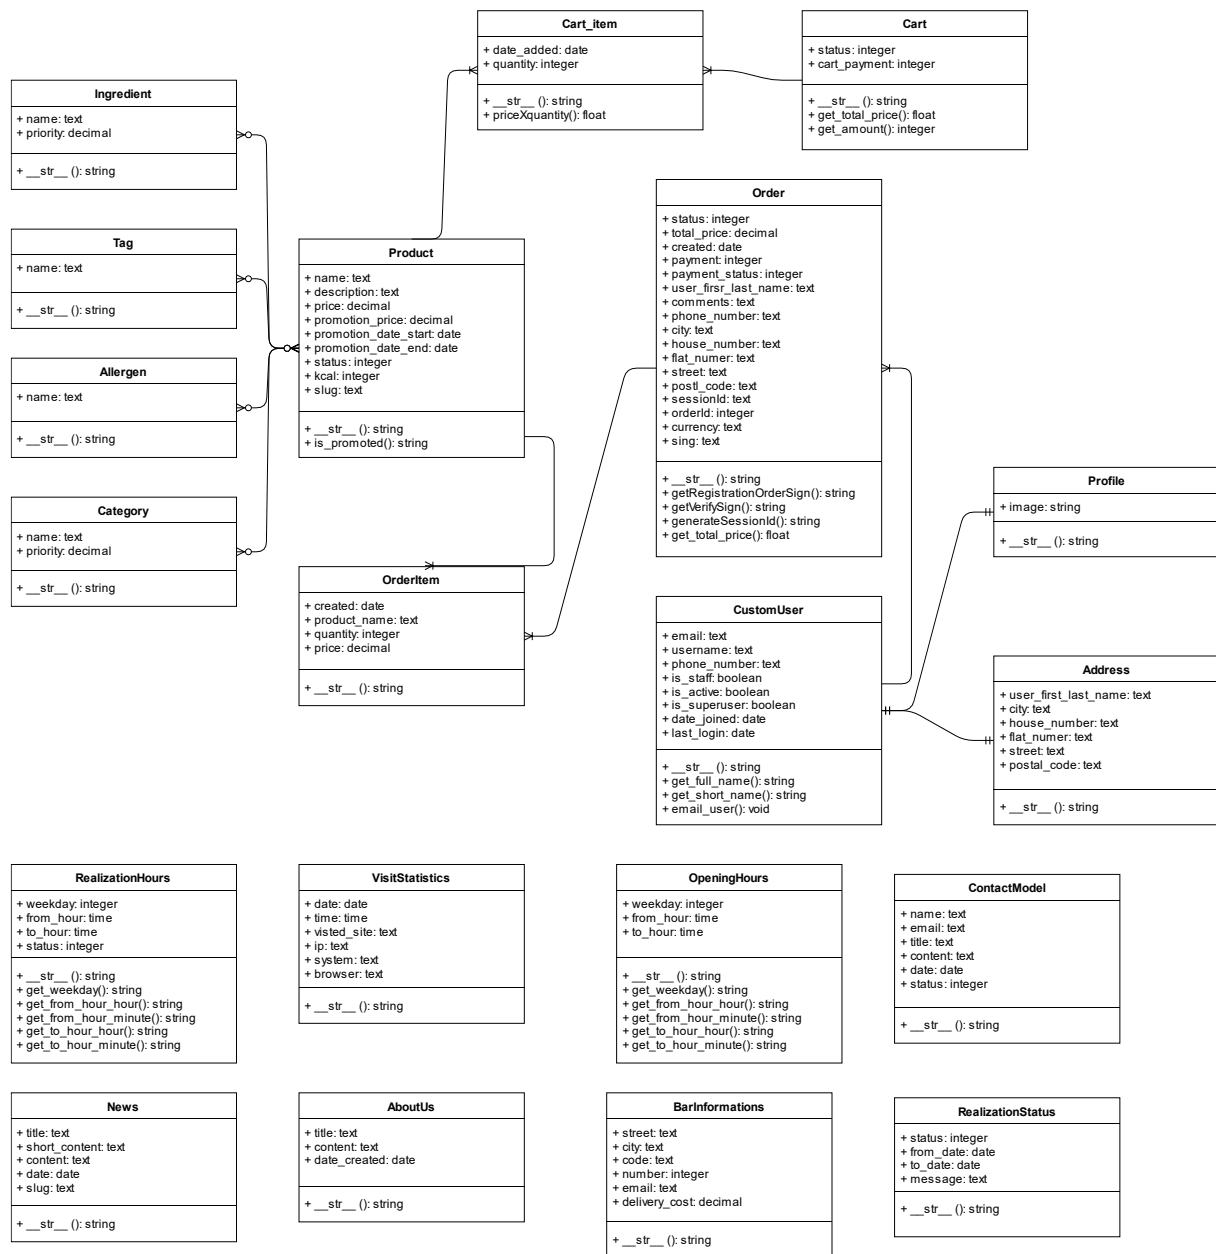 Cart_item
+ date_added: date
+ quantity: integer
+ __str__ (): string
+ priceXquantity(): float
Cart
+ status: integer
+ cart_payment: integer
+ __str__ (): string
+ get_total_price(): float
+ get_amount(): integer
Ingredient
+ name: text
+ priority: decimal
+ __str__ (): string
Tag
+ name: text
+ __str__ (): string
Allergen
+ name: text
+ __str__ (): string
Category
+ name: text
+ priority: decimal
+ __str__ (): string
Product
+ name: text
+ description: text
+ price: decimal
+ promotion_price: decimal
+ promotion_date_start: date
+ promotion_date_end: date
+ status: integer
+ kcal: integer
+ slug: text
+ __str__ (): string
+ is_promoted(): string
OrderItem
+ created: date
+ product_name: text
+ quantity: integer
+ price: decimal
+ __str__ (): string
Order
+ status: integer
+ total_price: decimal
+ created: date
+ payment: integer
+ payment_status: integer
+ user_firsr_last_name: text
+ comments: text
+ phone_number: text
+ city: text
+ house_number: text
+ flat_numer: text
+ street: text
+ postl_code: text
+ sessionId: text
+ orderId: integer
+ currency: text
+ sing: text
+ __str__ (): string
+ getRegistrationOrderSign(): string
+ getVerifySign(): string
+ generateSessionId(): string
+ get_total_price(): float
CustomUser
+ email: text
+ username: text
+ phone_number: text
+ is_staff: boolean
+ is_active: boolean
+ is_superuser: boolean
+ date_joined: date
+ last_login: date
+ __str__ (): string
+ get_full_name(): string
+ get_short_name(): string
+ email_user(): void
Profile
+ image: string
+ __str__ (): string
Address
+ user_first_last_name: text
+ city: text
+ house_number: text
+ flat_numer: text
+ street: text
+ postal_code: text
+ __str__ (): string
RealizationHours
+ weekday: integer
+ from_hour: time
+ to_hour: time
+ status: integer
+ __str__ (): string
+ get_weekday(): string
+ get_from_hour_hour(): string
+ get_from_hour_minute(): string
+ get_to_hour_hour(): string
+ get_to_hour_minute(): string
VisitStatistics
+ date: date
+ time: time
+ visted_site: text
+ ip: text
+ system: text
+ browser: text
+ __str__ (): string
OpeningHours
+ weekday: integer
+ from_hour: time
+ to_hour: time
+ __str__ (): string
+ get_weekday(): string
+ get_from_hour_hour(): string
+ get_from_hour_minute(): string
+ get_to_hour_hour(): string
+ get_to_hour_minute(): string
ContactModel
+ name: text
+ email: text
+ title: text
+ content: text
+ date: date
+ status: integer
+ __str__ (): string
News
+ title: text
+ short_content: text
+ content: text
+ date: date
+ slug: text
+ __str__ (): string
AboutUs
+ title: text
+ content: text
+ date_created: date
+ __str__ (): string
BarInformations
+ street: text
+ city: text
+ code: text
+ number: integer
+ email: text
+ delivery_cost: decimal
+ __str__ (): string
RealizationStatus
+ status: integer
+ from_date: date
+ to_date: date
+ message: text
+ __str__ (): string